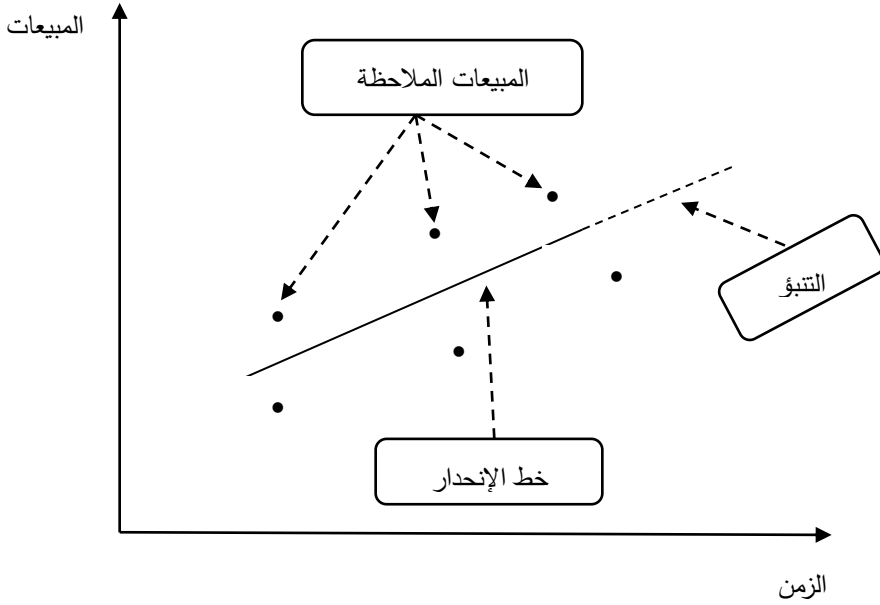 المبيعات
المبيعات الملاحظة
التنبؤ
خط الإنحدار
الزمن